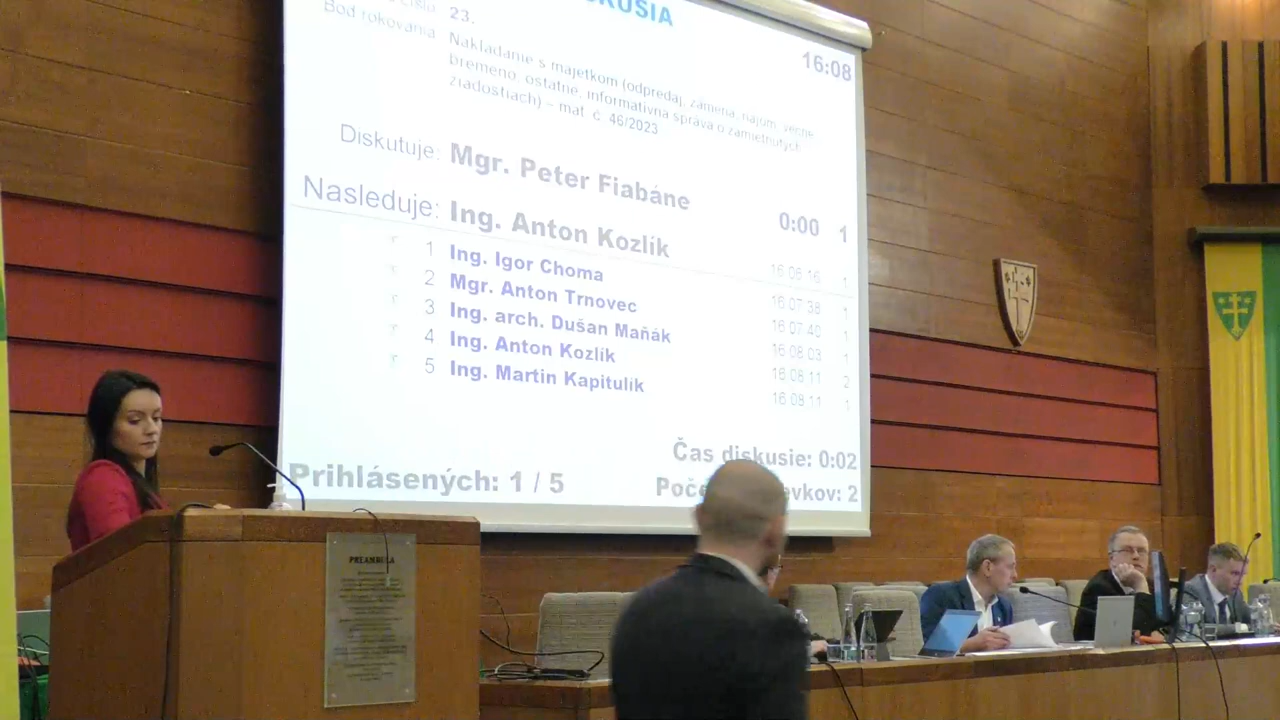 KUSIA
23.
16:08
Bod rokovania
Nakladanie s majetkom (odpredaj, zámena, nájom, vecné
bremeno, ostatné, informatívna správa o zamietnutých
žiadostiach) – mat. č. 46/2023
Diskutuje: Mgr. Peter Fiabáne 0:00 1
Nasleduje: Ing. Anton Kozlík
1 Ing. Igor Choma 16:06:16 1
2 Mgr. Anton Trnovec 16:07:38 1
3 Ing. arch. Dušan Maňák 16:07:40 1
4 Ing. Anton Kozlík 16:08:03 1
5 Ing. Martin Kapitulík 16:08:11 2
16:08:11 1
Čas diskusie: 0:02
Prihlásených: 1 / 5
evkov: 2
PREAMBULA